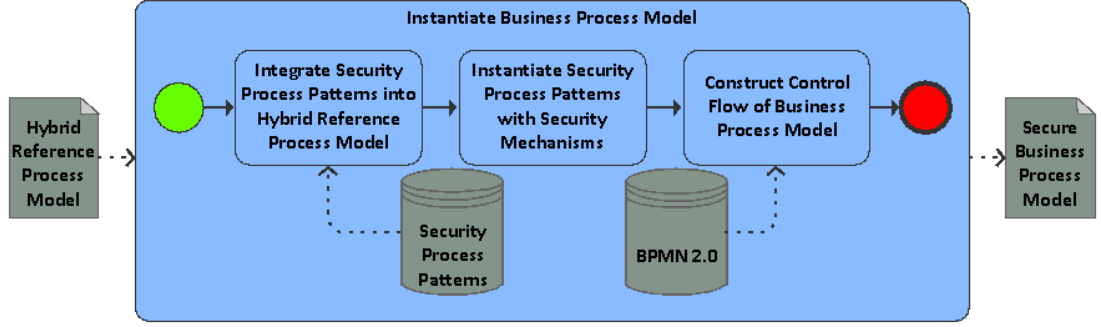 Instantiate Business Process Model
Integrate Security
Process Patterns into
Hybrid Reference
Process Model
Instantiate Security
Process Patterns
with Security
Mechanisms
Construct Control
Flow of Business
Process Model
Hybrid
Reference
Process
Model
Secure
Business
Process
Model
Security
Process
Patterns
BPMN 2.0